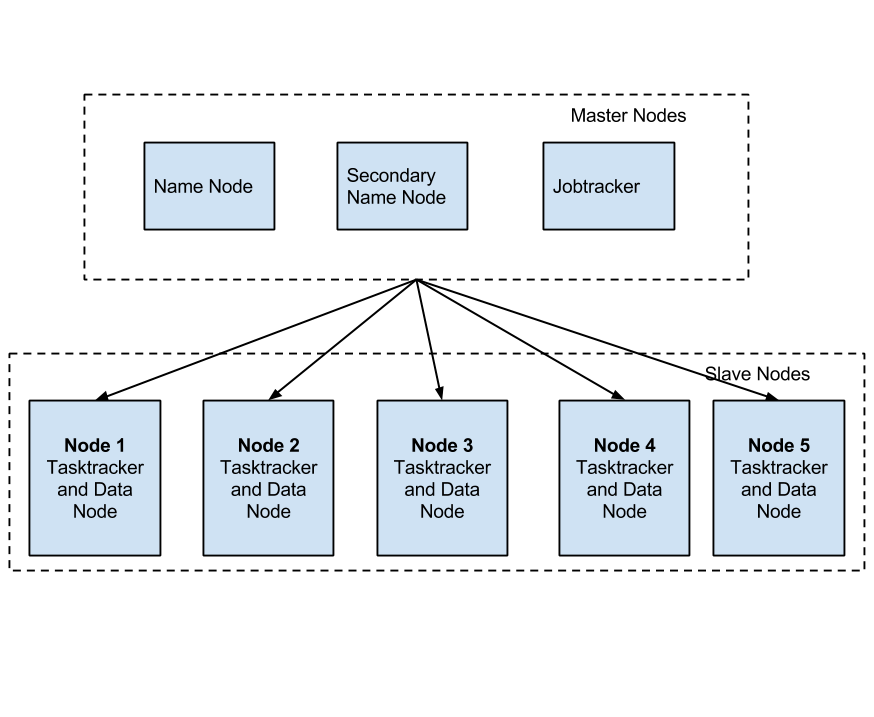 Master Nodes
Name Node
Secondary
Name Node
Jobtracker
Slave Nodes
Node 1
Tasktracker
and Data
Node
Node 2
Tasktracker
and Data
Node
Node 3
Tasktracker
and Data
Node
Node 4
Tasktracker
and Data
Node
Node 5
Tasktracker
and Data
Node